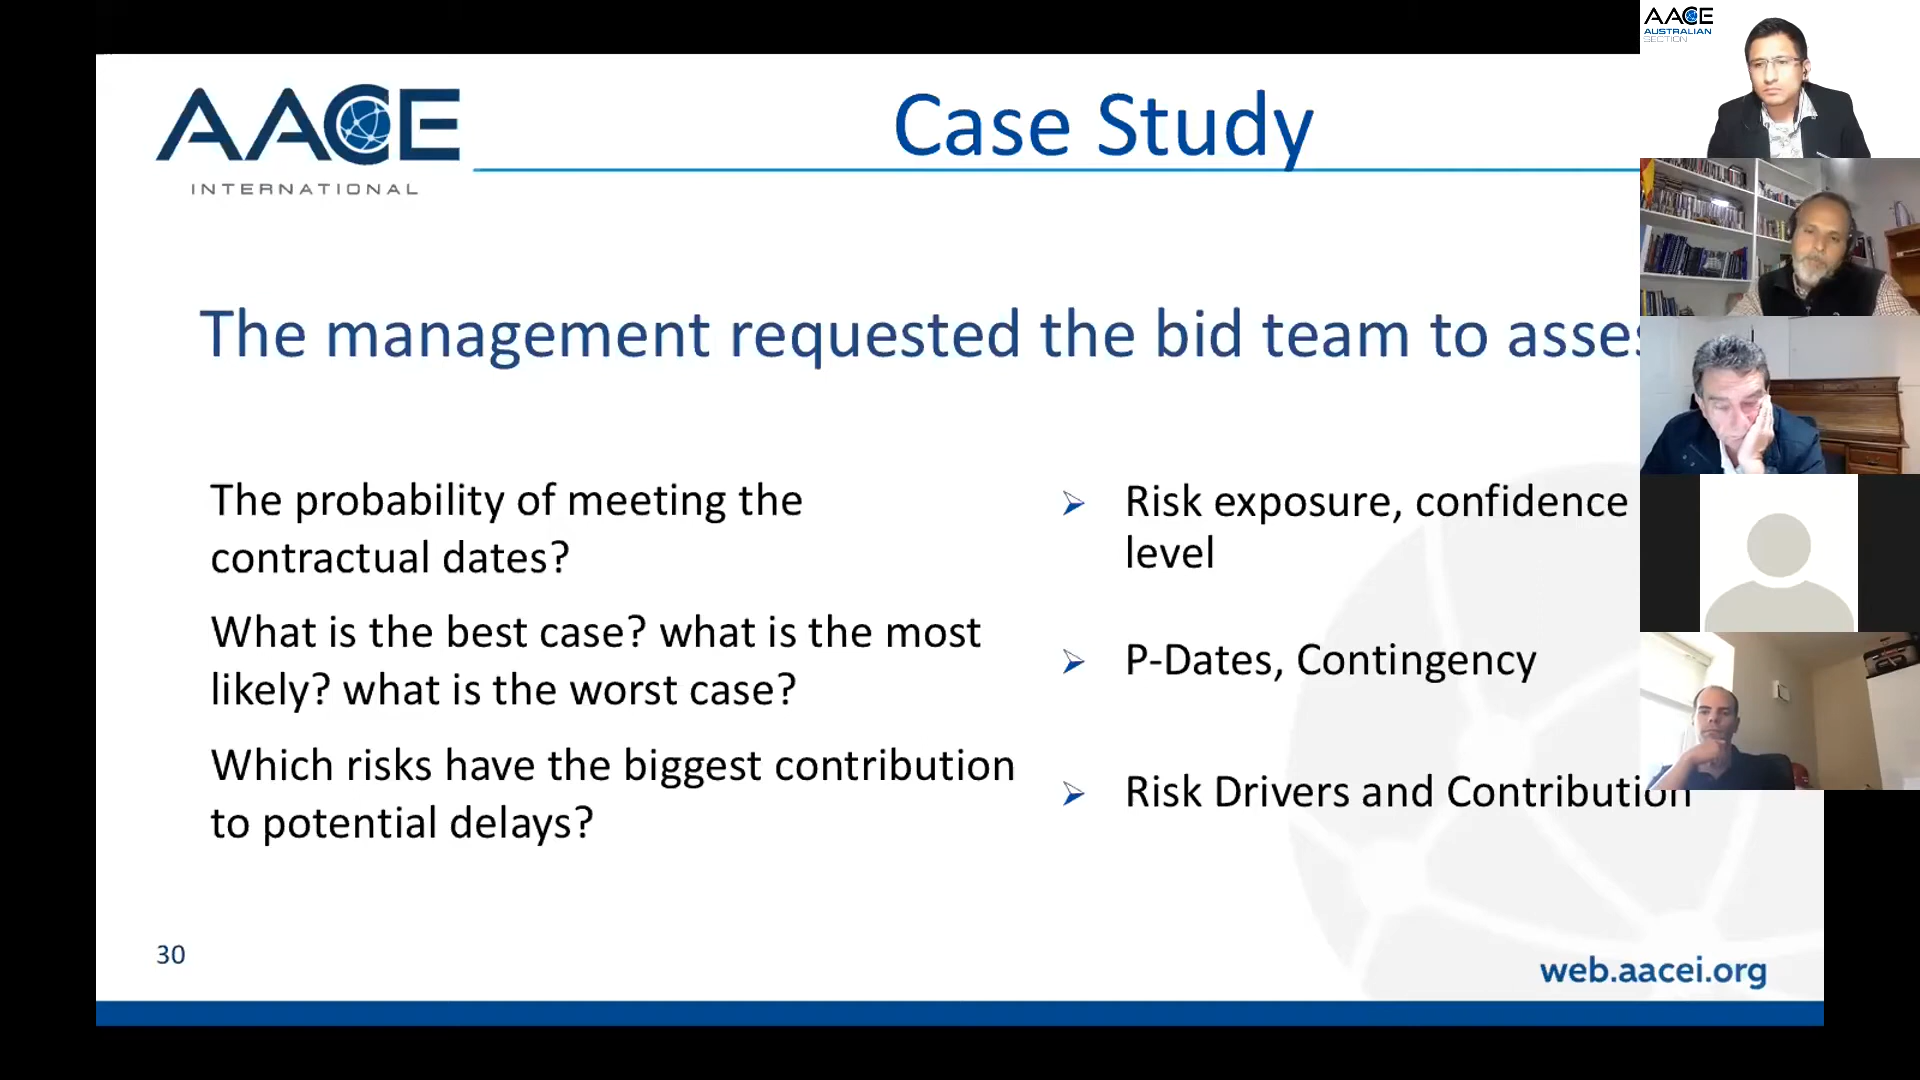 AACE
INTERNATIONAL
Case Study
AACE
AUSTRALIAN
SECTION
The management requested the bid team to
The probability of meeting the
contractual dates?
Risk exposure, confidence
level
What is the best case? what is the most
likely? what is the worst case?
P-Dates, Contingency
Which risks have the biggest contribution
to potential delays?
Risk Drivers and Contribution
30
web.aacei.org